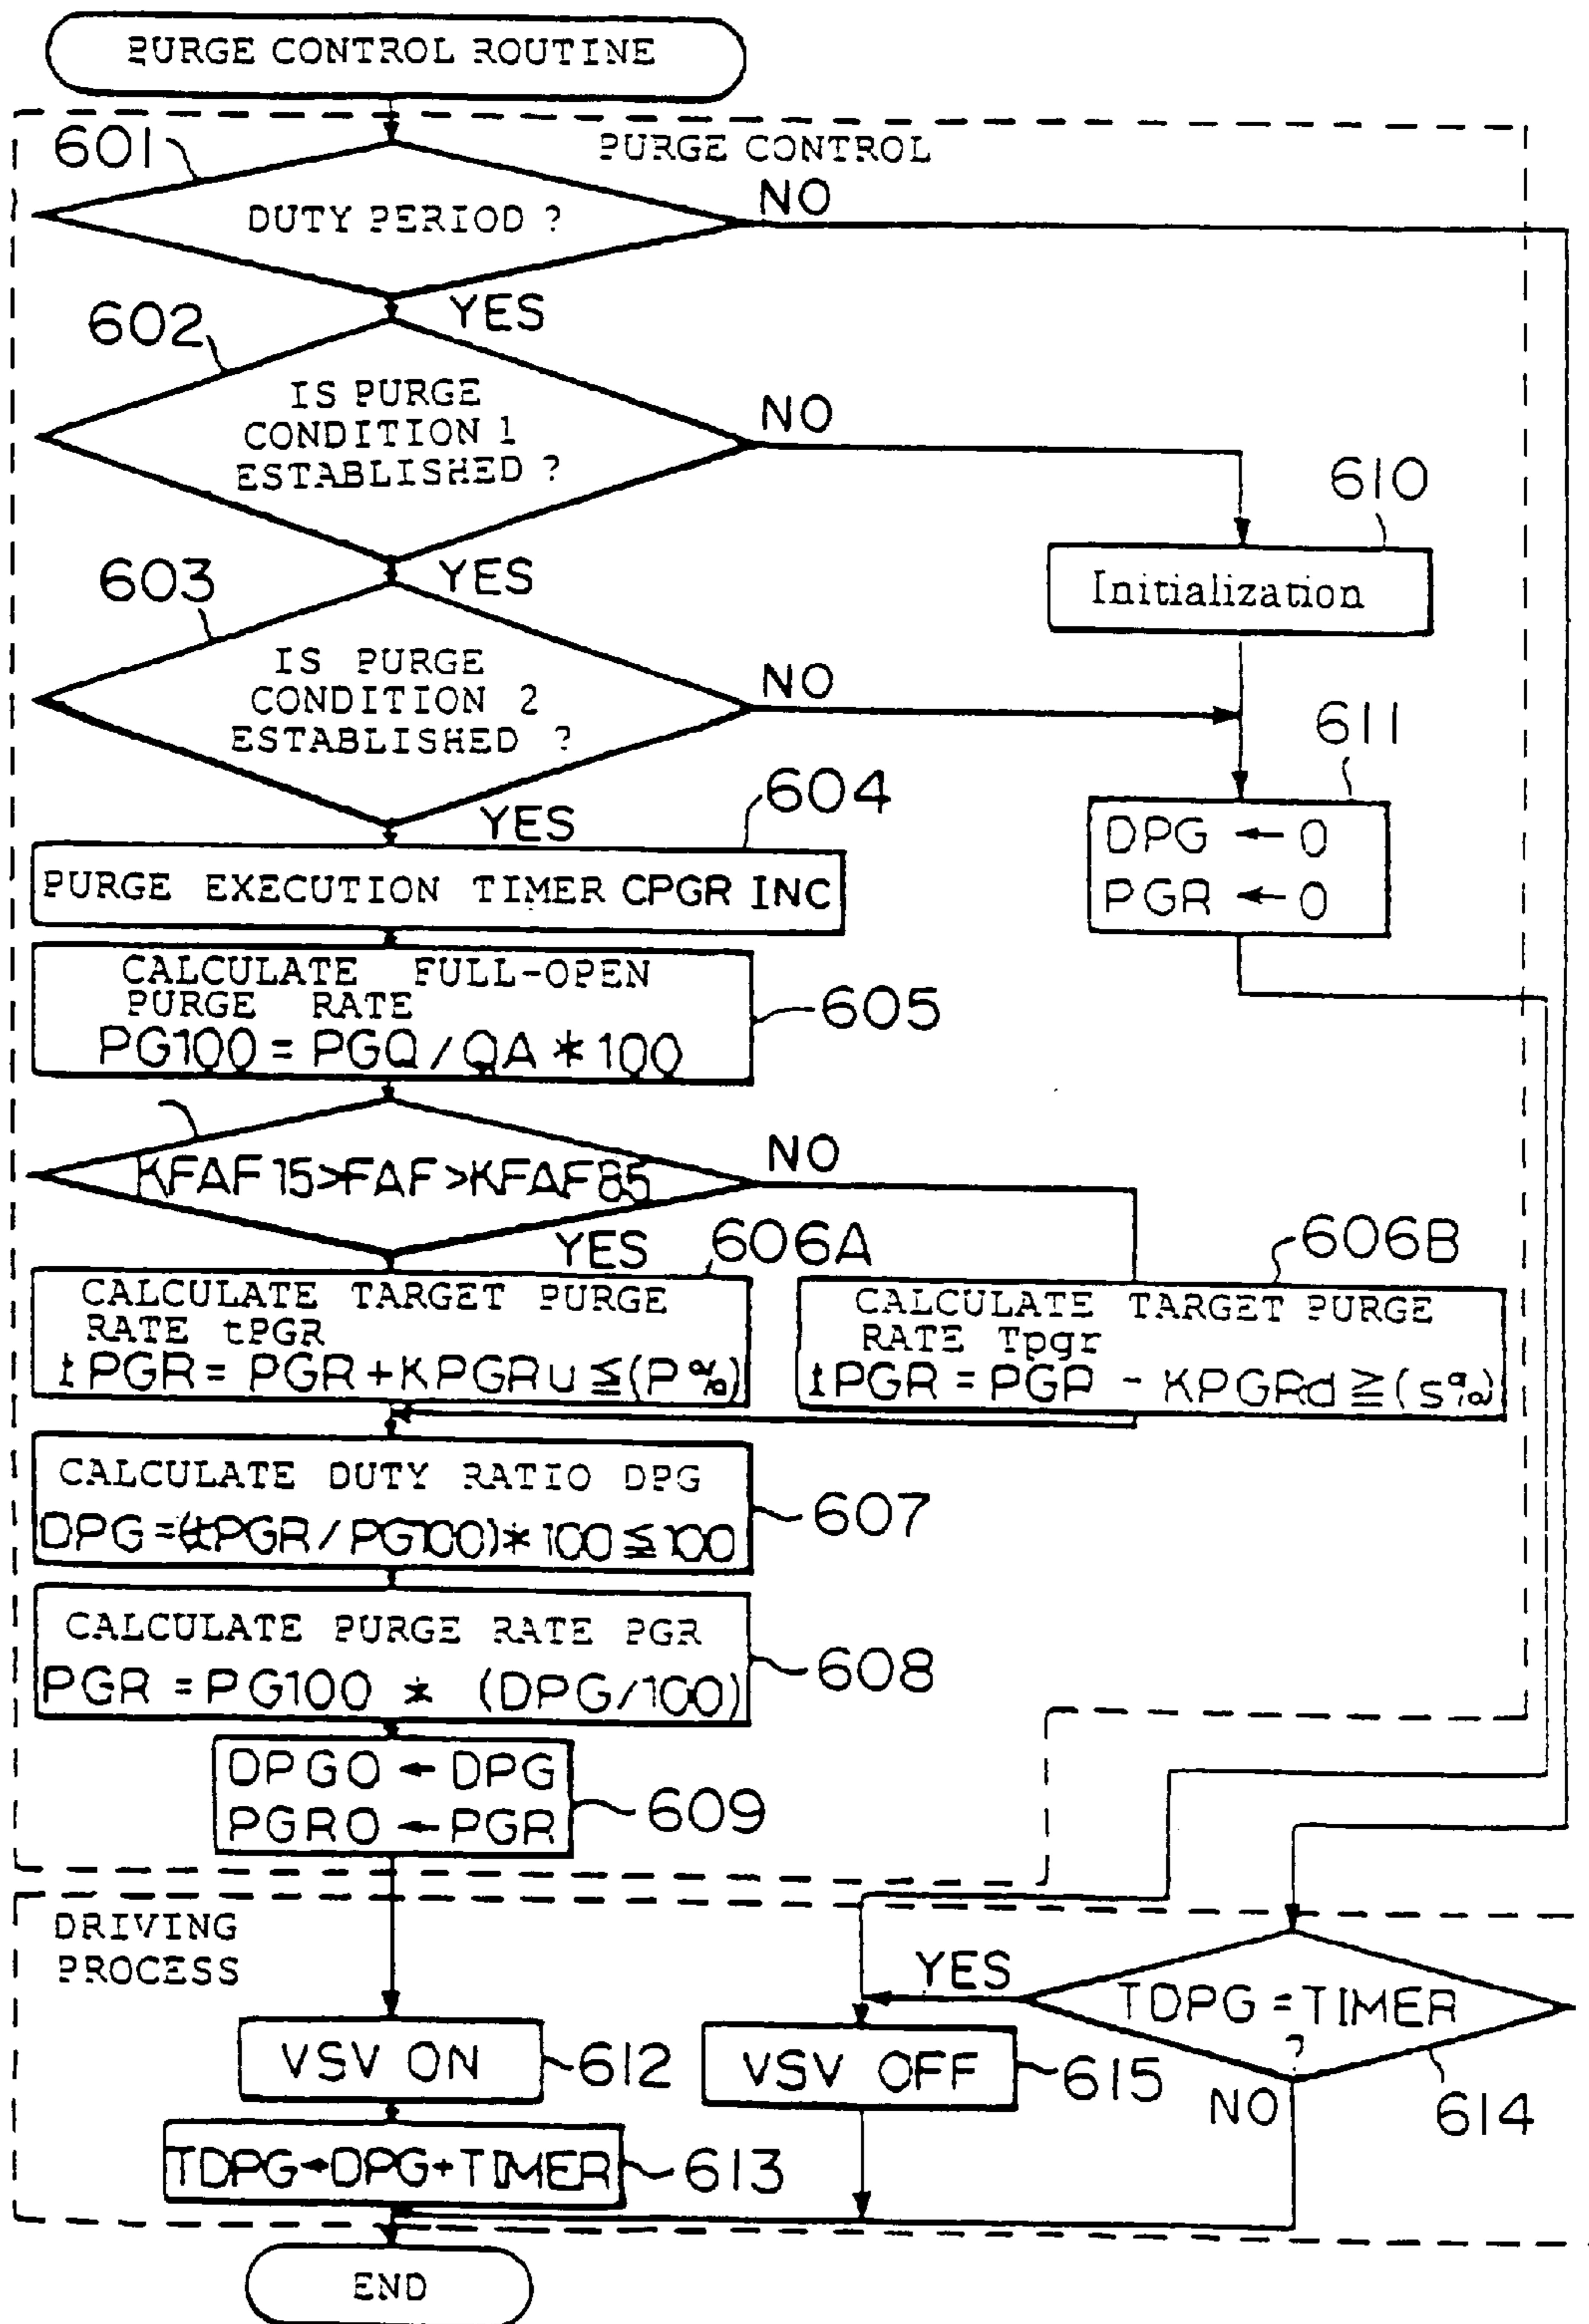 PURGE CONTROL ROUTINE
PURGE CONTROL
601
DUTY PERIOD ?
NO
YES
602
IS PURGE
CONDITION 1
ESTABLISHED ?
NO
YES
610
Initialization
603
IS PURGE
CONDITION 2
ESTABLISHED ?
NO
YES
611
DPG ← 0
PGR ← 0
604
PURGE EXECUTION TIMER CPGR INC
CALCULATE FULL-OPEN
PURGE RATE
PG100 = PGQ / QA * 100
605
KFAF15>FAF>KFAF85
NO
YES
606A
CALCULATE TARGET PURGE
RATE tPGR
tPGR = PGR + KPGRu ≦ (P%)
606B
CALCULATE TARGET PURGE
RATE Tpgr
tPGR = PGR - KPGRd ≧ (s%)
CALCULATE DUTY RATIO DPG
DPG = (tPGR / PG100) * 100 ≦ 100
607
CALCULATE PURGE RATE PGR
PGR = PG100 * (DPG/100)
608
DPGO ← DPG
PGRO ← PGR
609
DRIVING
PROCESS
VSV ON
612
TDPG←DPG+TIMER
613
YES
TDPG = TIMER
?
614
NO
VSV OFF
615
END